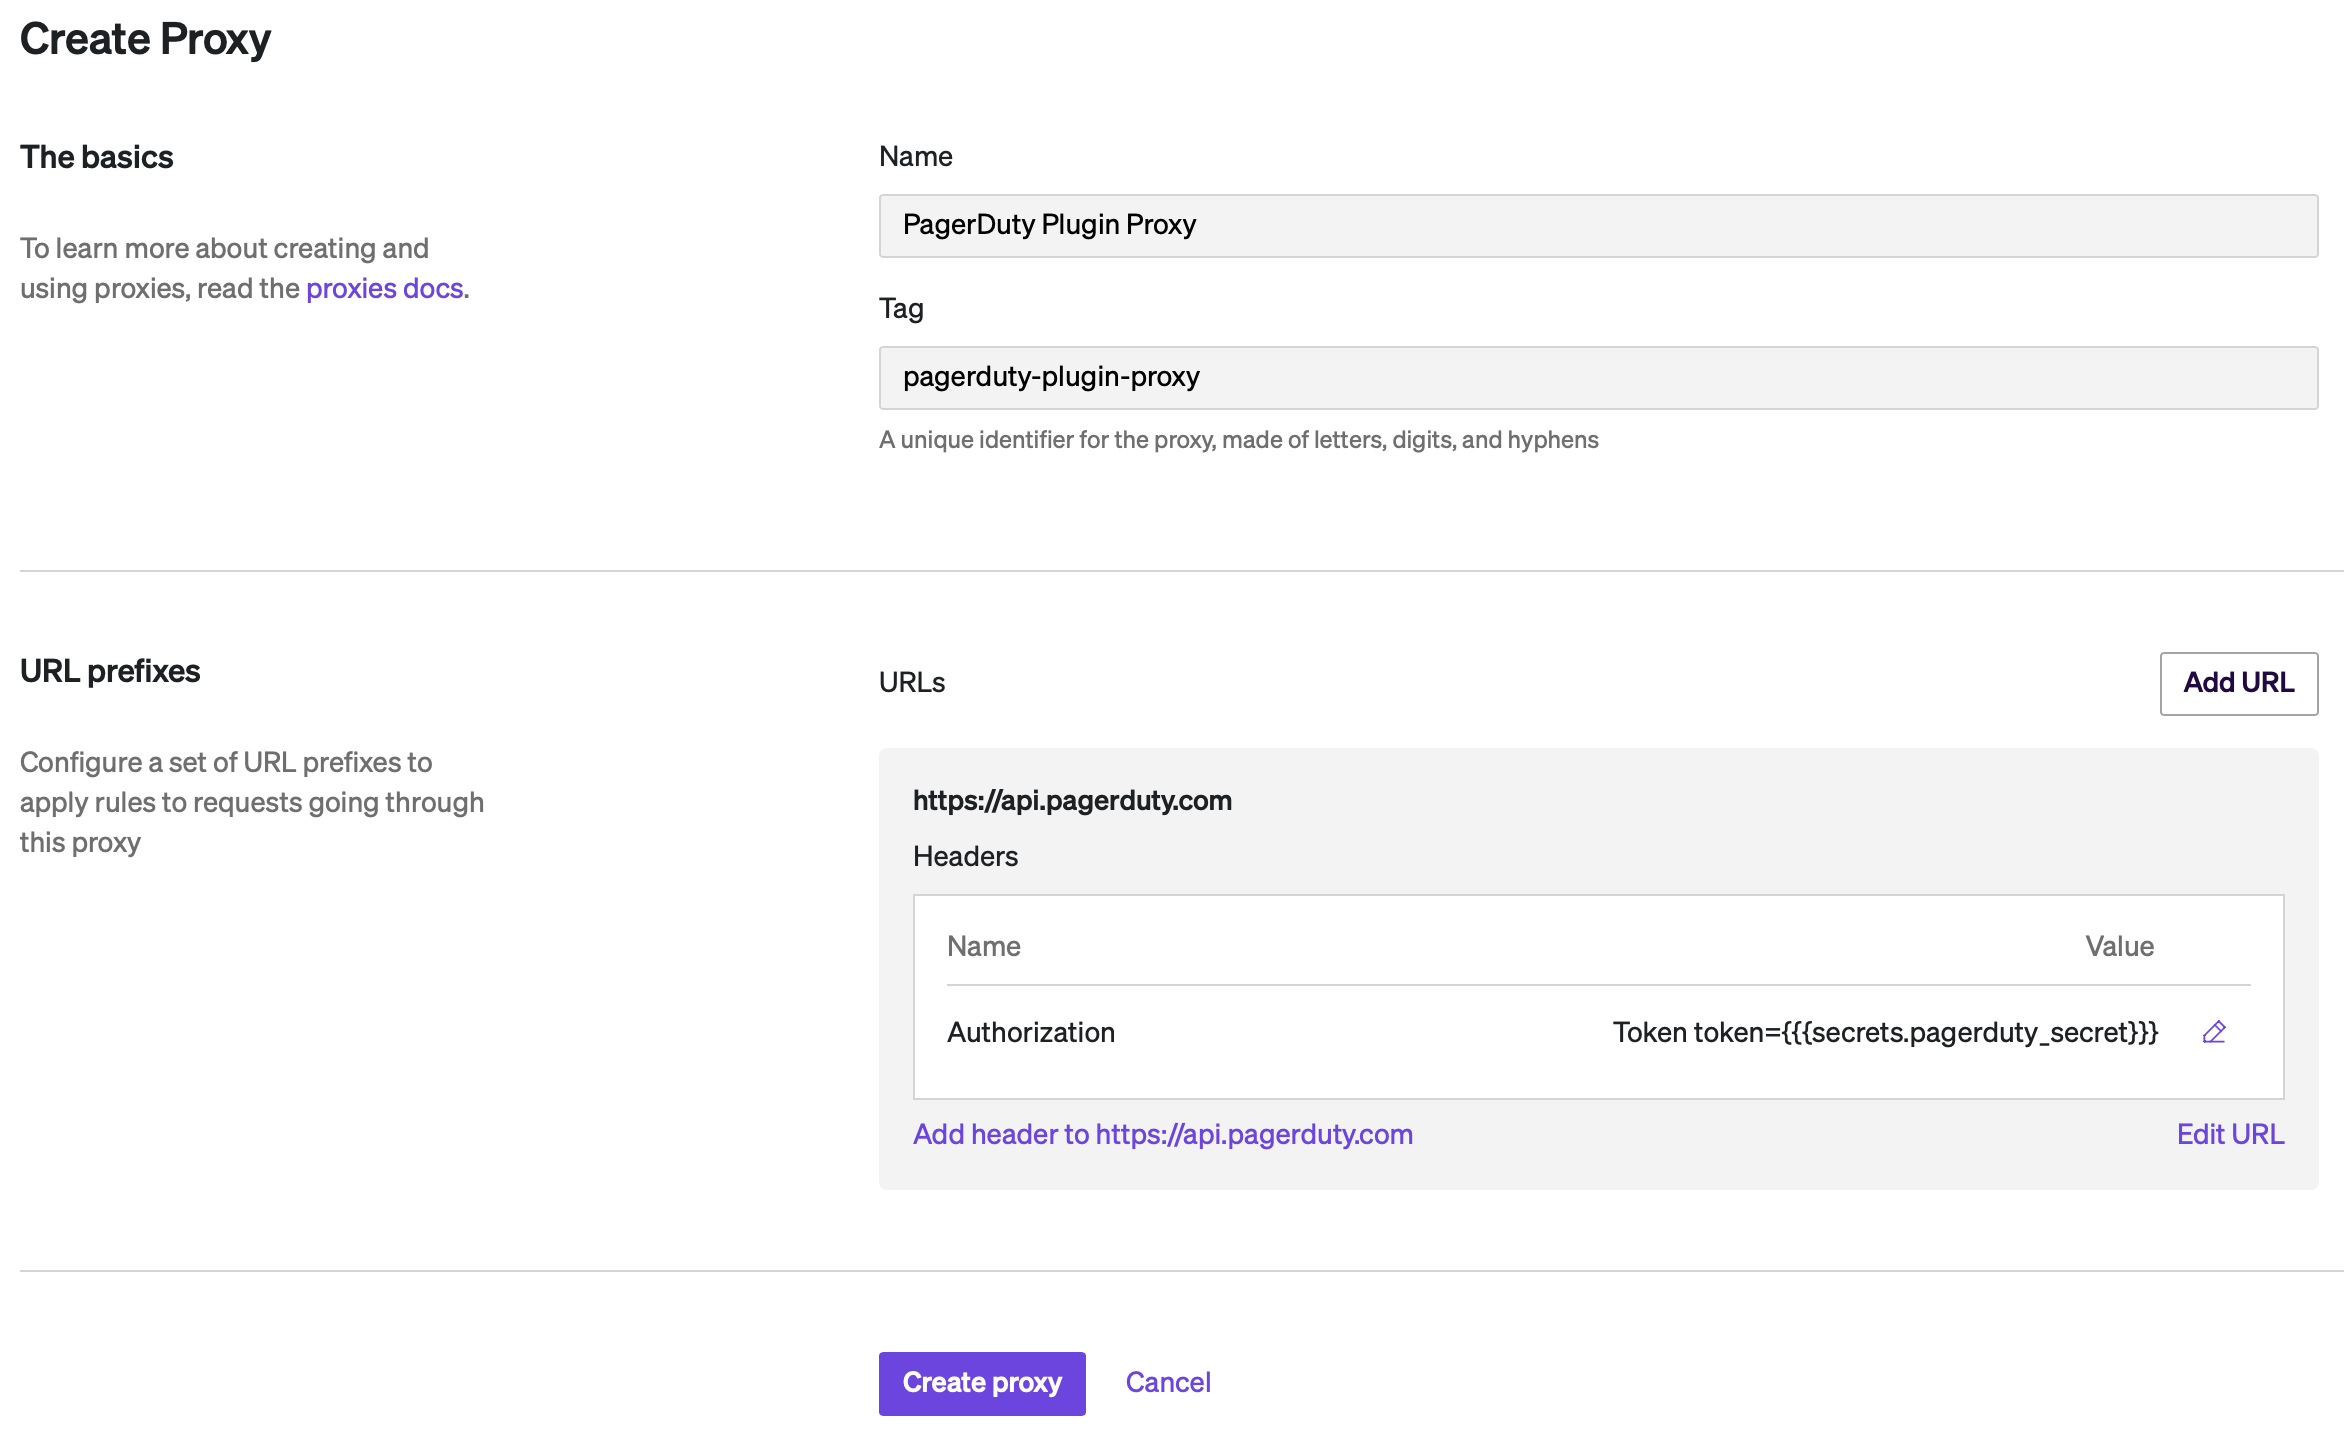 Create Proxy
The basics
To learn more about creating and
using proxies, read the proxies docs.
Name
PagerDuty Plugin Proxy
Tag
pagerduty-plugin-proxy
A unique identifier for the proxy, made of letters, digits, and hyphens
URL prefixes
Configure a set of URL prefixes to
apply rules to requests going through
this proxy
URLs
Add URL
https://api.pagerduty.com
Headers
Name Value
Authorization Token token={{{secrets.pagerduty_secret}}}
Add header to https://api.pagerduty.com Edit URL
Create proxy Cancel